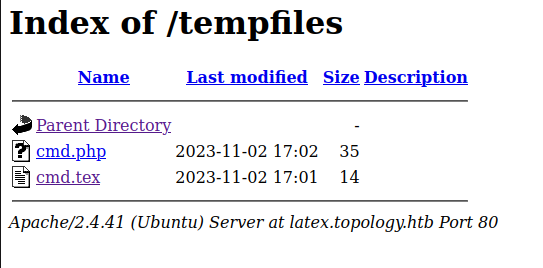 Index of /tempfiles
Name Last modified Size Description
Parent Directory -
cmd.php 2023-11-02 17:02 35
cmd.tex 2023-11-02 17:01 14
Apache/2.4.41 (Ubuntu) Server at latex.topology.htb Port 80